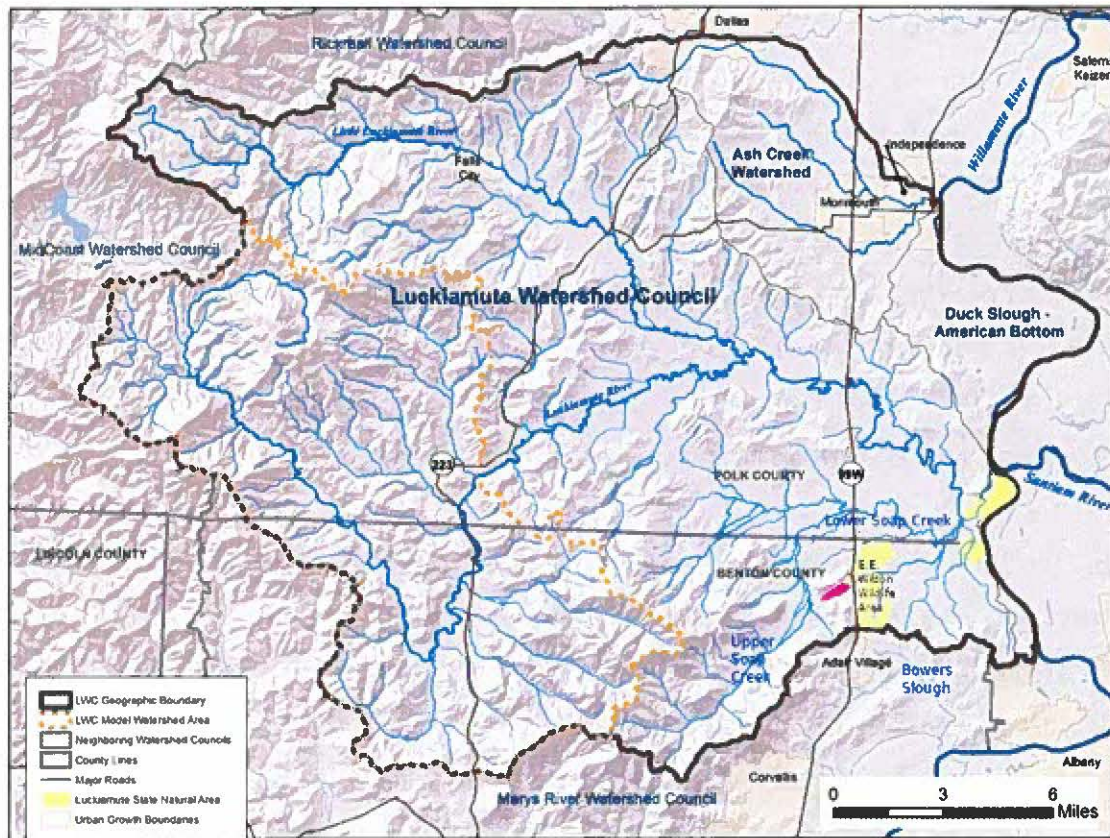 Dallas
Rickreall Watershed Council
Salem
Keizer
Willamette River
Little Luckiamute River
Falls
City
Ash Creek
Watershed
Independence
Monmouth
MidCoast Watershed Council
Luckiamute Watershed Council
Duck Slough -
American Bottom
Luckiamute River
223
POLK COUNTY
99W
Santiam River
Lower Soap Creek
LINCOLN COUNTY
BENTON COUNTY
E.E.
Wilson
Wildlife
Area
Upper
Soap
Creek
Adair Village
Bowers
Slough
Albany
Corvallis
Marys River Watershed Council
LWC Geographic Boundary
LWC Model Watershed Area
Neighboring Watershed Councils
County Lines
Major Roads
Luckiamute State Natural Area
Urban Growth Boundaries
0 3 6
Miles